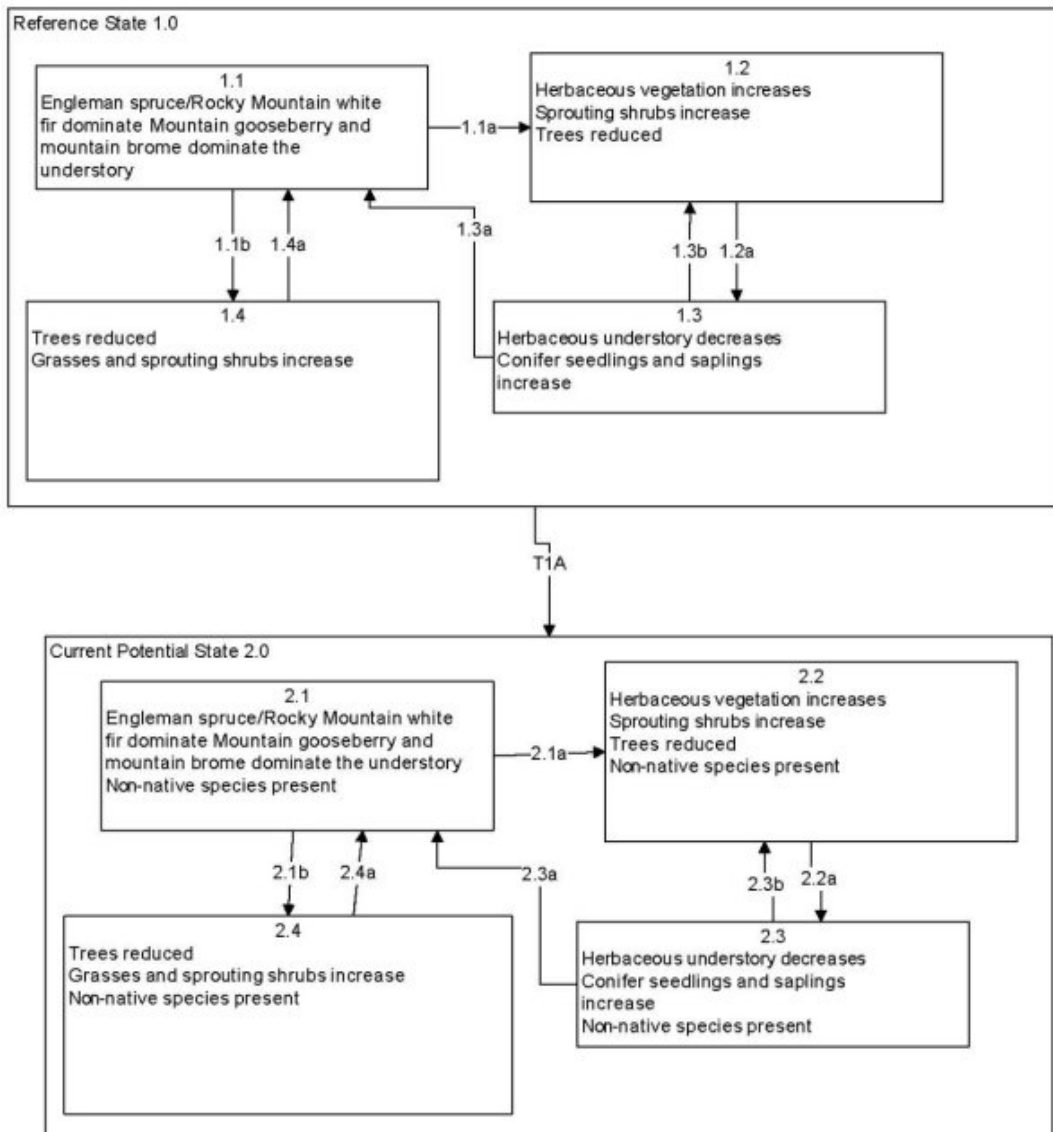 Reference State 1.0
1.1
Engleman spruce/Rocky Mountain white
fir dominate Mountain gooseberry and
mountain brome dominate the
understory
1.1a
1.2
Herbaceous vegetation increases
Sprouting shrubs increase
Trees reduced
1.1b
1.4a
1.3a
1.3b
1.2a
1.4
Trees reduced
Grasses and sprouting shrubs increase
1.3
Herbaceous understory decreases
Conifer seedlings and saplings
increase
T1A
Current Potential State 2.0
2.1
Engleman spruce/Rocky Mountain white
fir dominate Mountain gooseberry and
mountain brome dominate the understory
Non-native species present
2.1a
2.2
Herbaceous vegetation increases
Sprouting shrubs increase
Trees reduced
Non-native species present
2.1b
2.4a
2.3a
2.3b
2.2a
2.4
Trees reduced
Grasses and sprouting shrubs increase
Non-native species present
2.3
Herbaceous understory decreases
Conifer seedlings and saplings
increase
Non-native species present